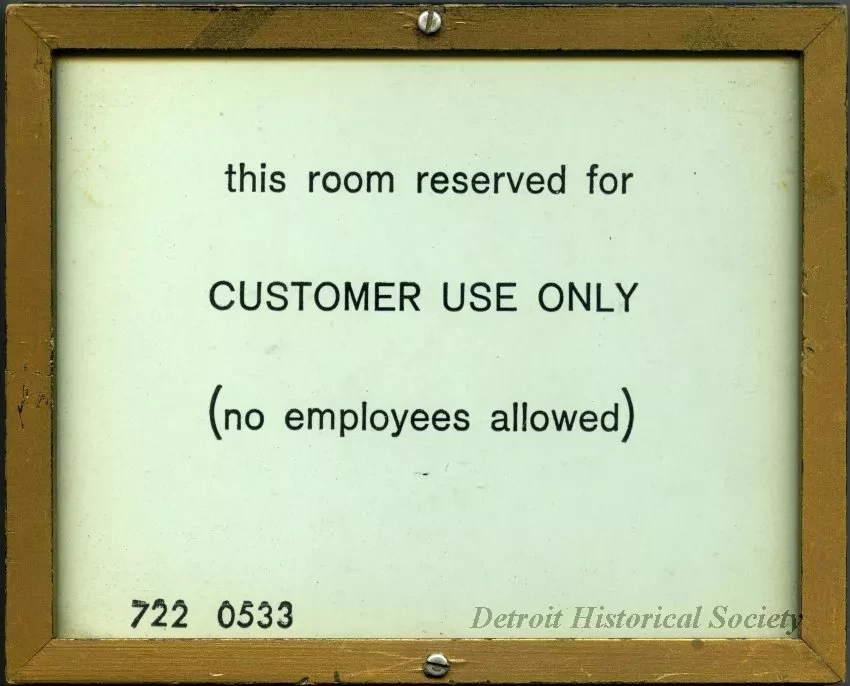 this room reserved for
CUSTOMER USE ONLY
(no employees allowed)
722 0533
Detroit Historical Society